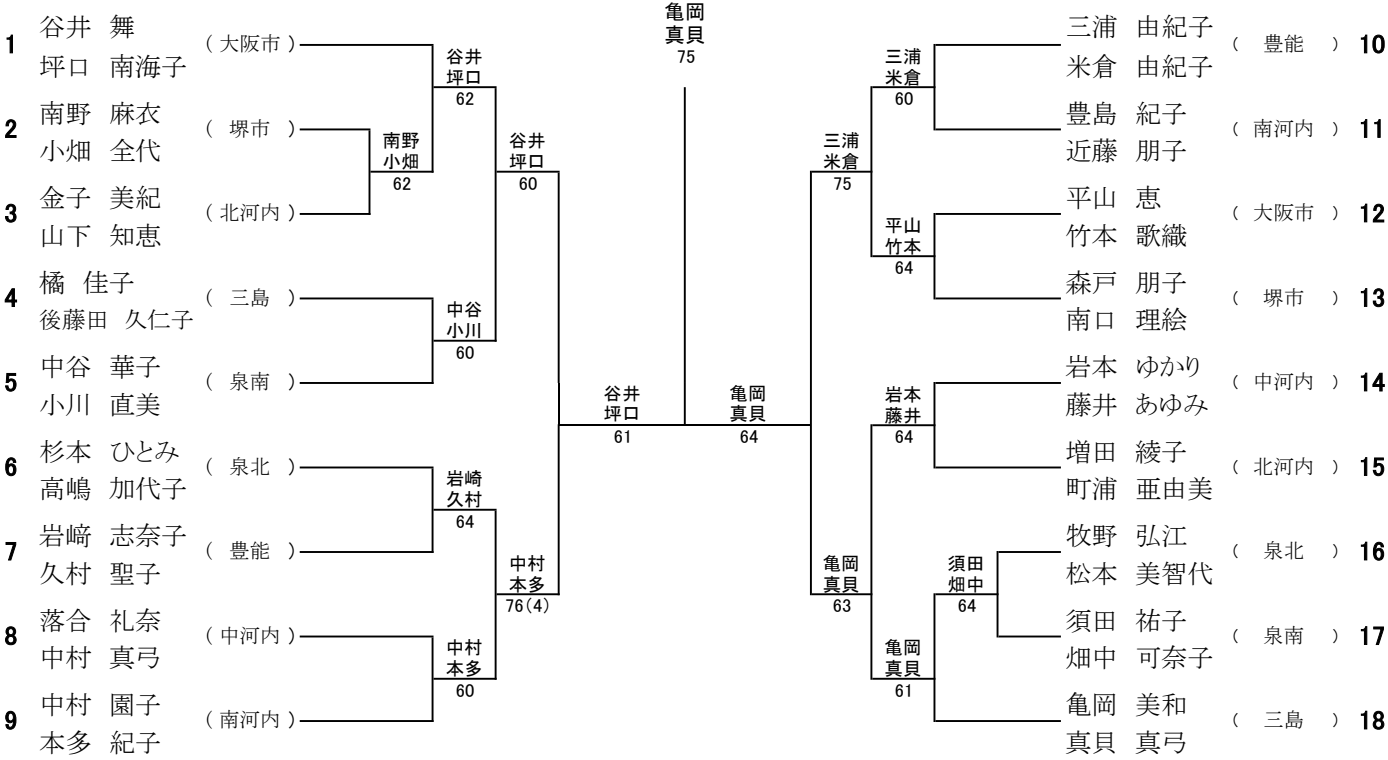 1
谷井 舞
坪口 南海子
( 大阪市 )
2
南野 麻衣
小畑 全代
( 堺市 )
3
金子 美紀
山下 知恵
( 北河内 )
4
橘 佳子
後藤田 久仁子
( 三島 )
5
中谷 華子
小川 直美
( 泉南 )
6
杉本 ひとみ
高嶋 加代子
( 泉北 )
7
岩﨑 志奈子
久村 聖子
( 豊能 )
8
落合 礼奈
中村 真弓
( 中河内 )
9
中村 園子
本多 紀子
( 南河内 )
南野
小畑
62
谷井
坪口
62
中谷
小川
60
岩崎
久村
64
中村
本多
60
谷井
坪口
60
中村
本多
76(4)
谷井
坪口
61
亀岡
真貝
75
亀岡
真貝
64
三浦
米倉
75
亀岡
真貝
63
三浦
米倉
60
平山
竹本
64
岩本
藤井
64
亀岡
真貝
61
須田
畑中
64
三浦 由紀子
米倉 由紀子
( 豊能 )
10
豊島 紀子
近藤 朋子
( 南河内 )
11
平山 恵
竹本 歌織
( 大阪市 )
12
森戸 朋子
南口 理絵
( 堺市 )
13
岩本 ゆかり
藤井 あゆみ
( 中河内 )
14
増田 綾子
町浦 亜由美
( 北河内 )
15
牧野 弘江
松本 美智代
( 泉北 )
16
須田 祐子
畑中 可奈子
( 泉南 )
17
亀岡 美和
真貝 真弓
( 三島 )
18